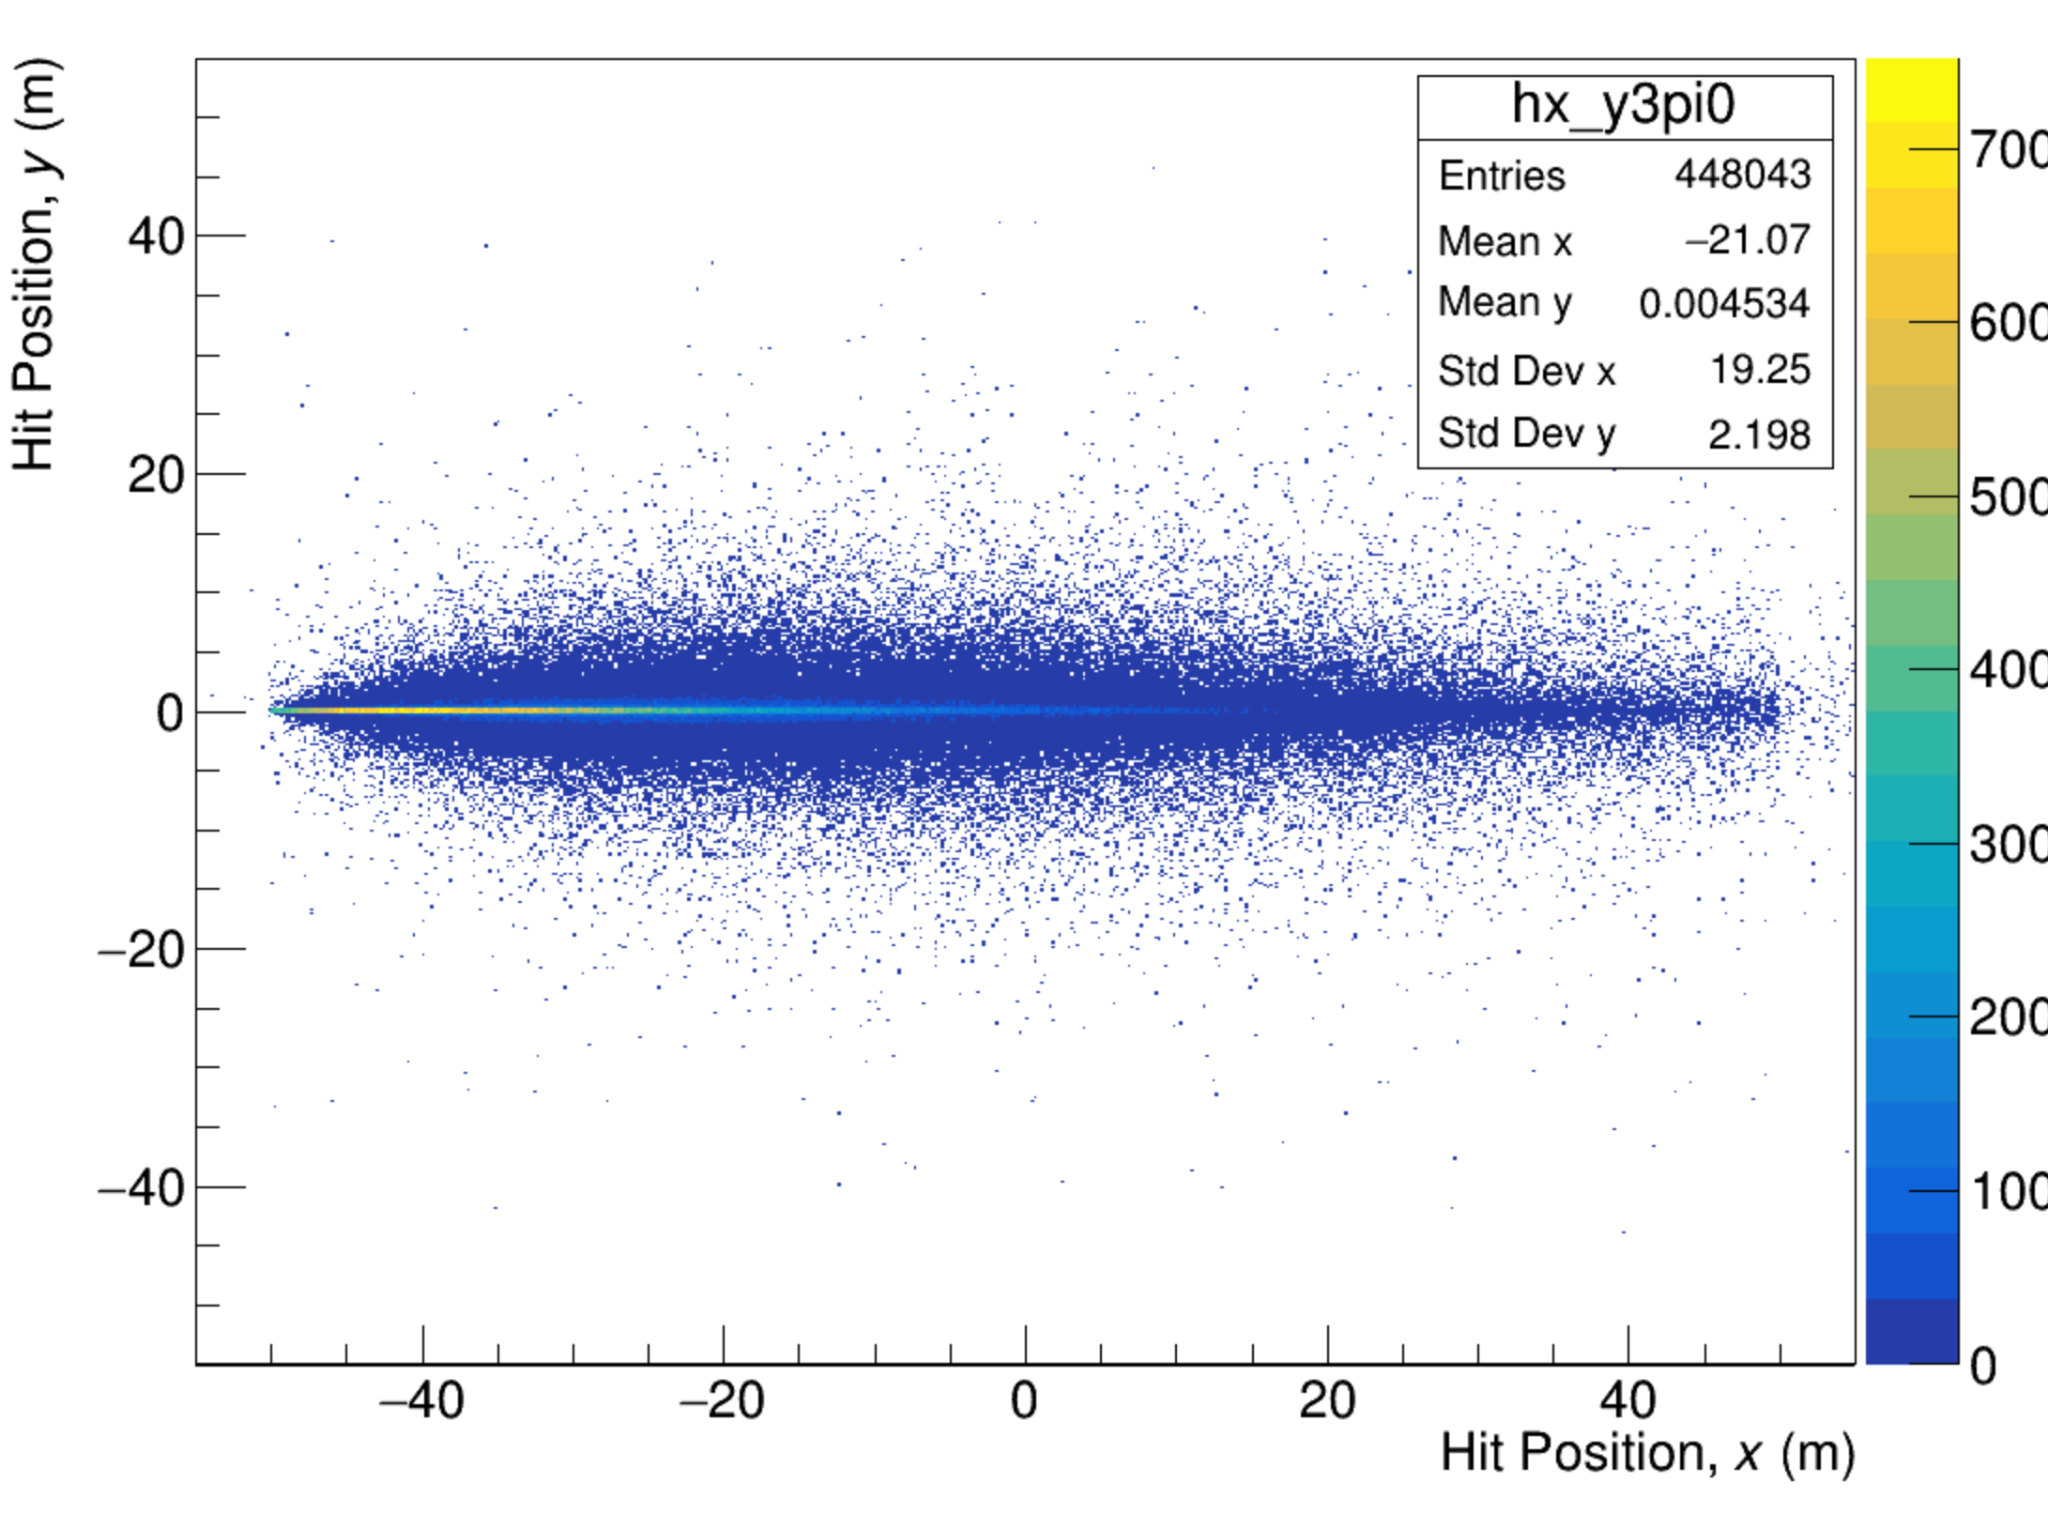 Hit Position, y (m)
hx_y3pi0
Entries 448043
Mean x −21.07
Mean y 0.004534
Std Dev x 19.25
Std Dev y 2.198
40
20
0
−20
−40
−40 −20 0 20 40
Hit Position, x (m)
700
600
500
400
300
200
100
0